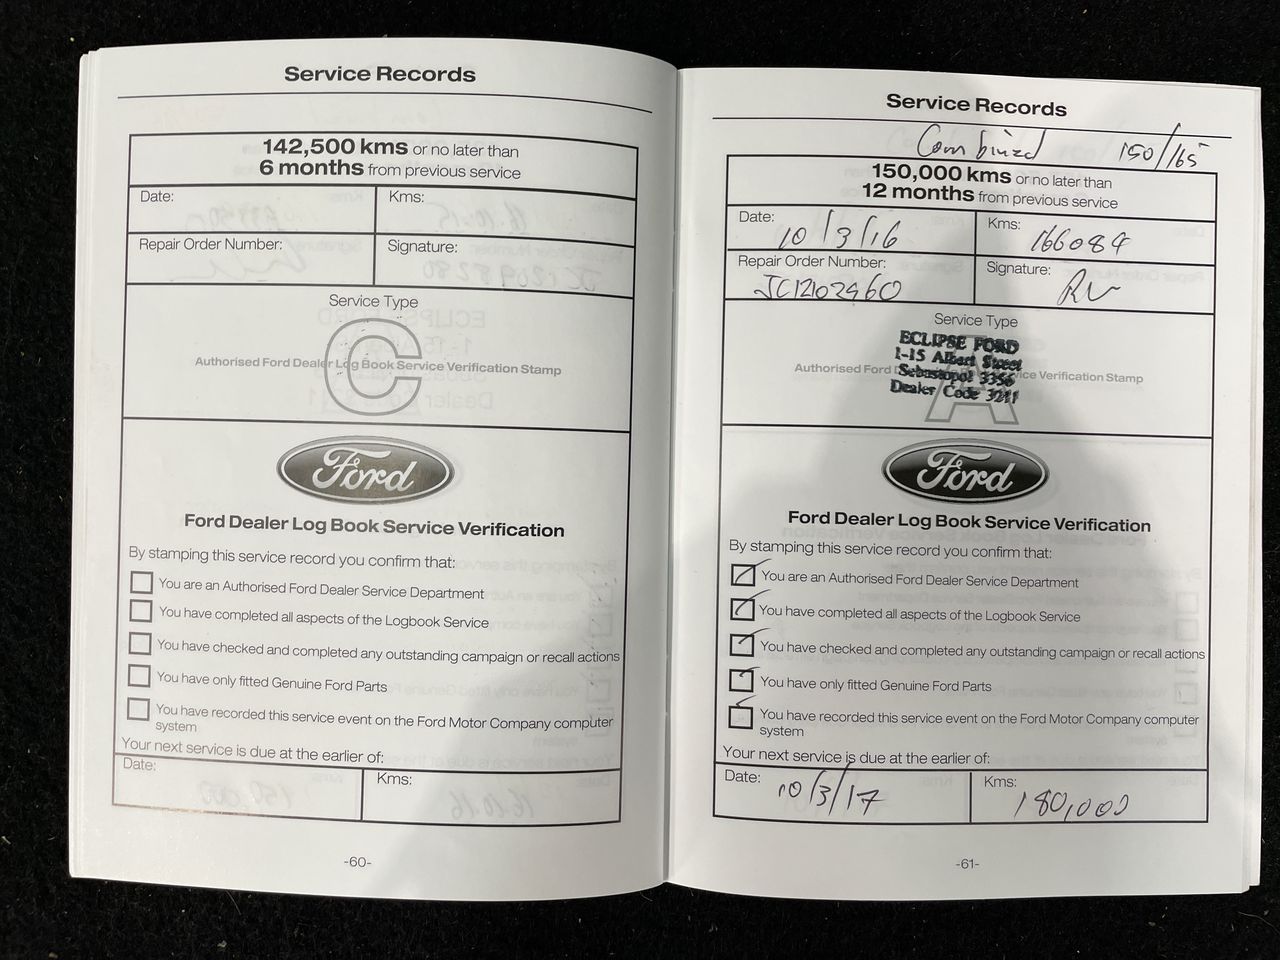 Service Records
142,500 kms or no later than
6 months from previous service
Date:
Kms:
Repair Order Number:
Signature:
Service Type
C
Authorised Ford Dealer Log Book Service Verification Stamp
Ford
Ford Dealer Log Book Service Verification
By stamping this service record you confirm that:
You are an Authorised Ford Dealer Service Department
You have completed all aspects of the Logbook Service
You have checked and completed any outstanding campaign or recall actions
You have only fitted Genuine Ford Parts
You have recorded this service event on the Ford Motor Company computer
system
Your next service is due at the earlier of:
Date:
Kms:
-60-
Service Records
Combined 150/165
150,000 kms or no later than
12 months from previous service
Date: 10/3/16
Kms: 166084
Repair Order Number:
JC12102960
Signature:
Service Type
A
ECLIPSE FORD
1-15 Albert Street
Sebastopol 3356
Dealer Code 3211
Authorised Ford vice Verification Stamp
Ford
Ford Dealer Log Book Service Verification
By stamping this service record you confirm that:
You are an Authorised Ford Dealer Service Department
You have completed all aspects of the Logbook Service
You have checked and completed any outstanding campaign or recall actions
You have only fitted Genuine Ford Parts
You have recorded this service event on the Ford Motor Company computer
system
Your next service is due at the earlier of:
Date: 10/3/17
Kms: 180,000
-61-